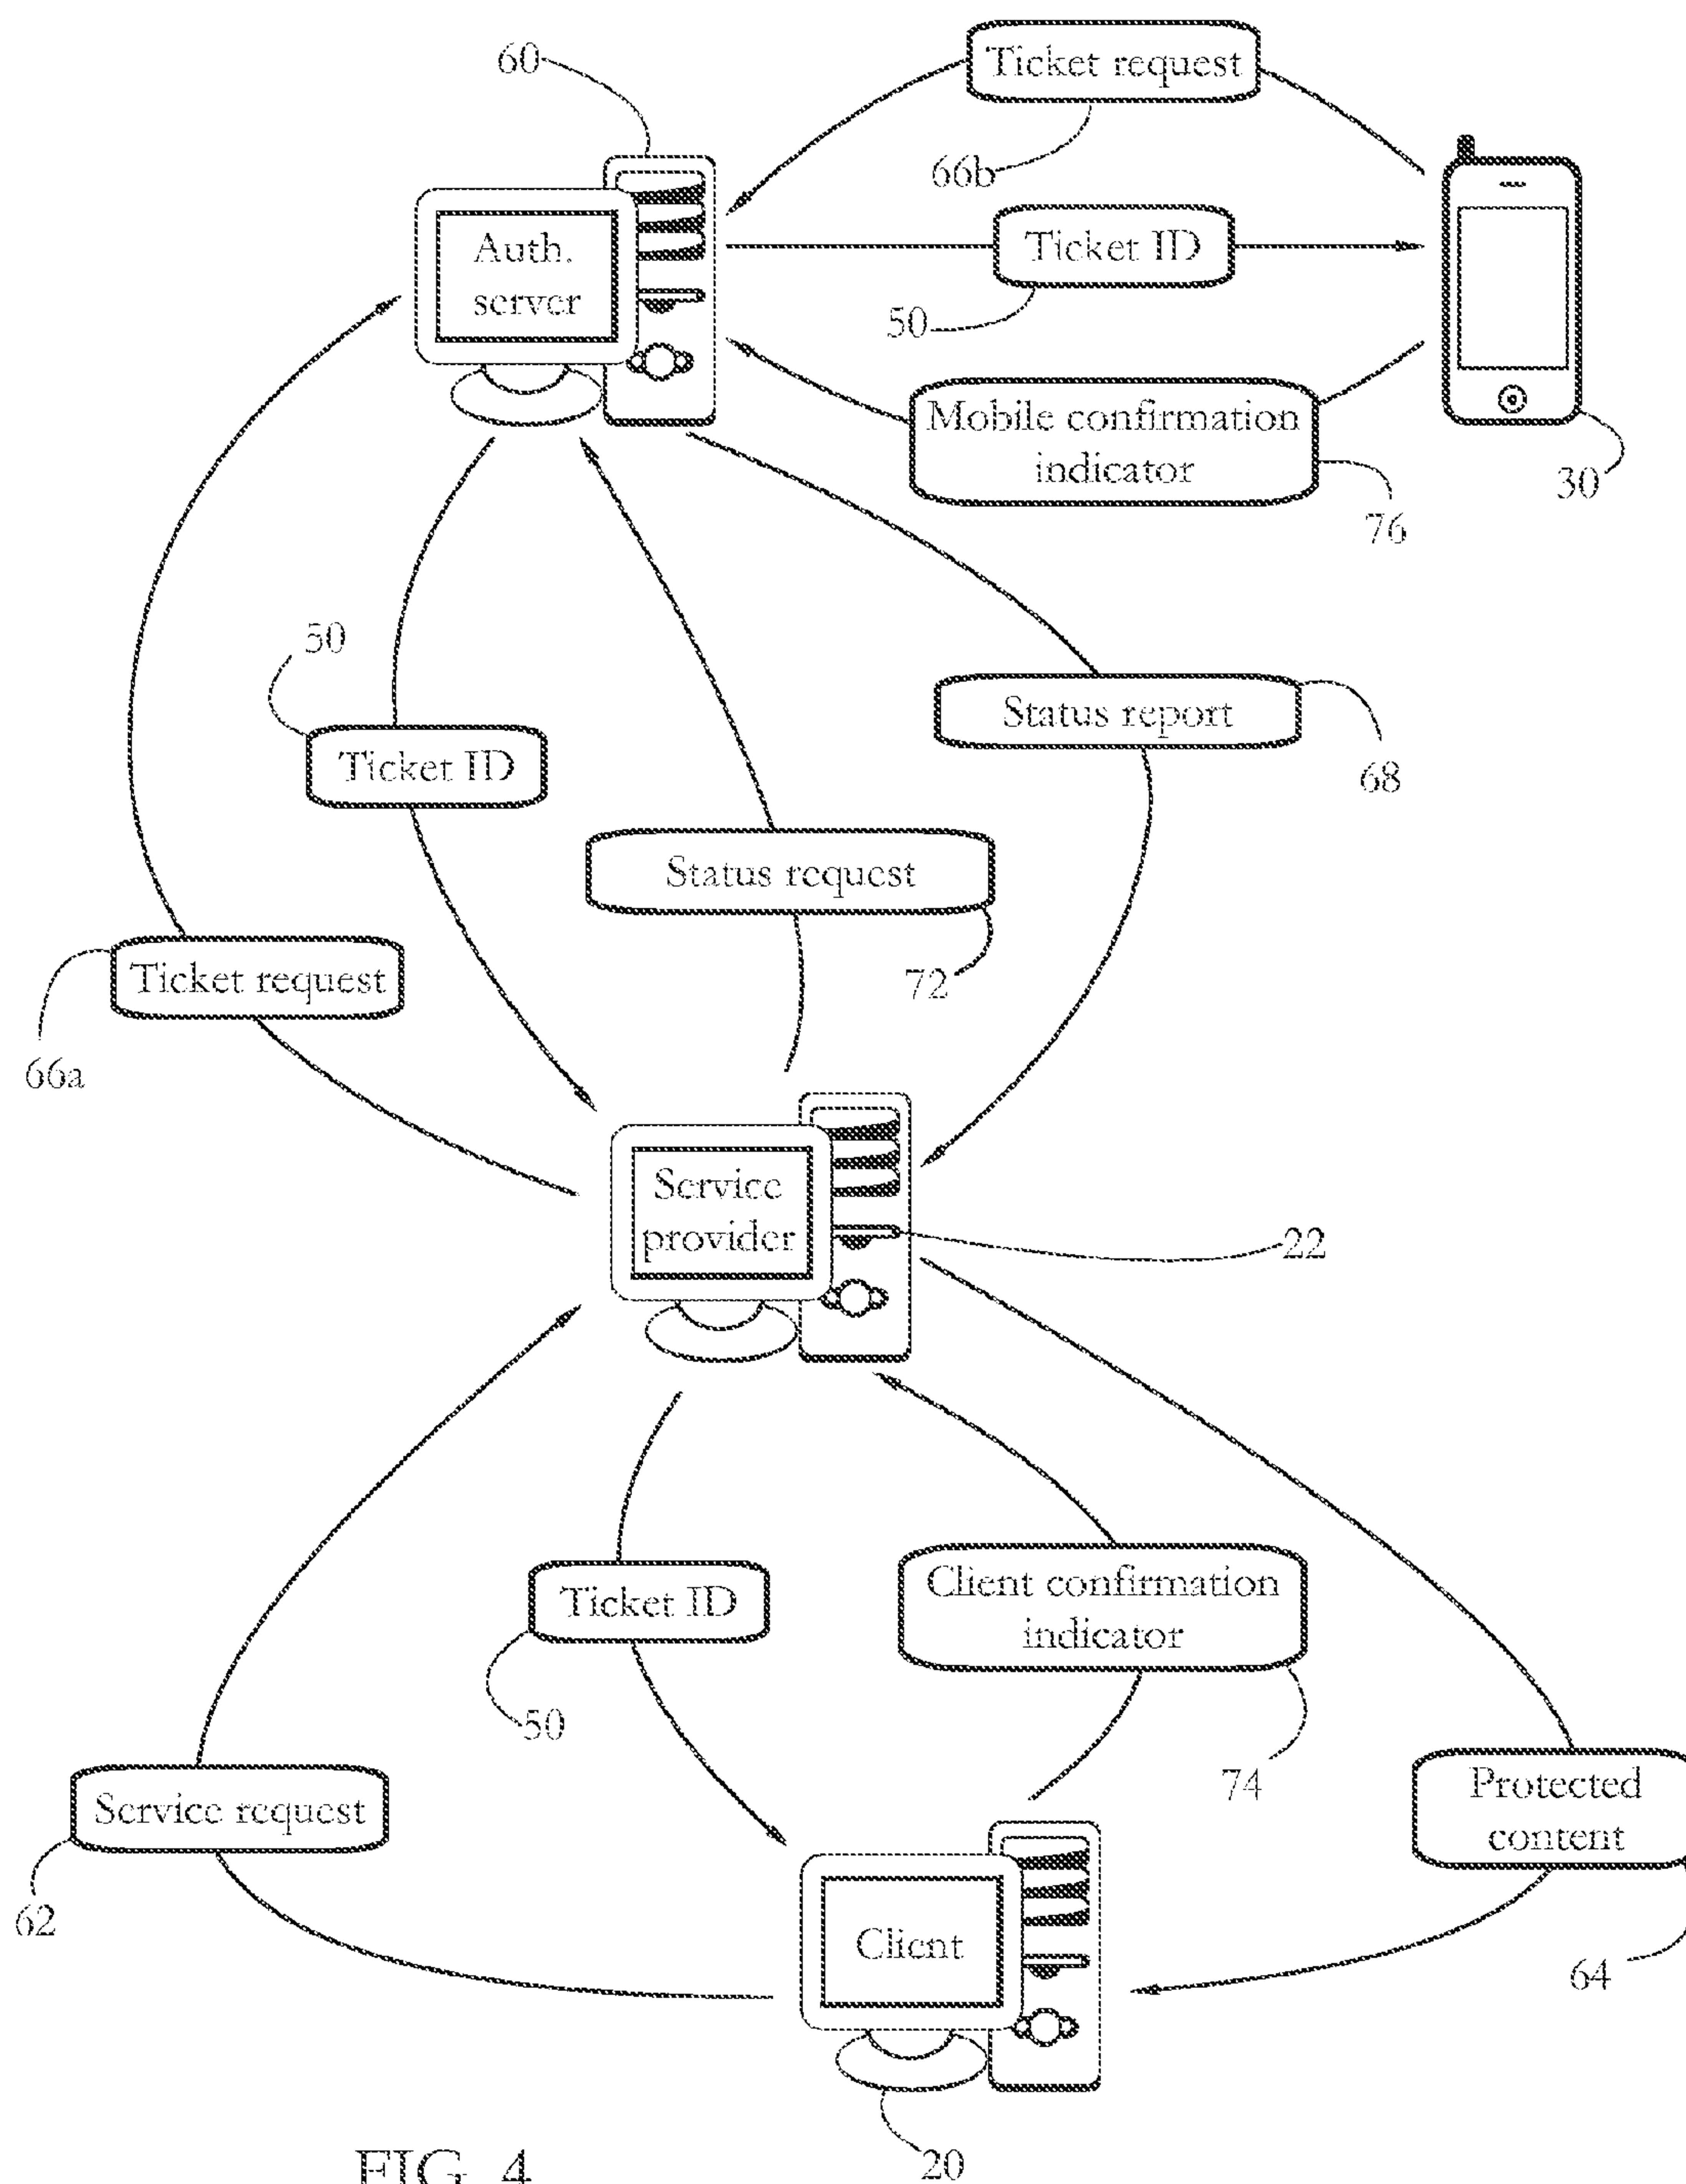 60
Ticket request
66b
Auth.
server
Ticket ID
50
Mobile confirmation
indicator
76
30
50
Ticket ID
Status report
68
Status request
72
Ticket request
66a
Service
provider
22
Ticket ID
50
Client confirmation
indicator
74
Service request
62
Protected
content
64
Client
20
FIG. 4